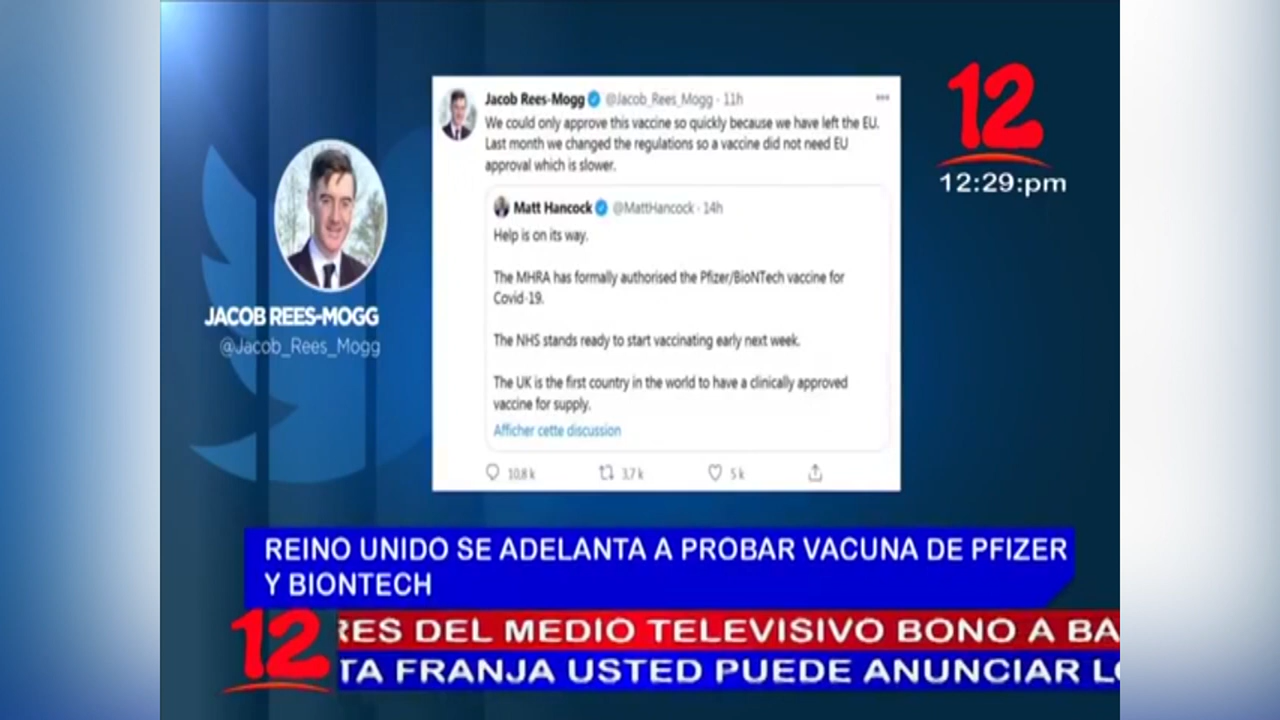 Jacob Rees-Mogg @Jacob_Rees_Mogg · 11h
We could only approve this vaccine so quickly because we have left the EU.
Last month we changed the regulations so a vaccine did not need EU
approval which is slower.
Matt Hancock @MattHancock · 14h
Help is on its way.
The MHRA has formally authorised the Pfizer/BioNTech vaccine for
Covid-19.
The NHS stands ready to start vaccinating early next week.
The UK is the first country in the world to have a clinically approved
vaccine for supply.
Afficher cette discussion
10,8 k 3,7 k 5 k
JACOB REES-MOGG
@Jacob_Rees_Mogg
12
12:29:pm
REINO UNIDO SE ADELANTA A PROBAR VACUNA DE PFIZER
Y BIONTECH
12
RES DEL MEDIO TELEVISIVO BONO A BA
TA FRANJA USTED PUEDE ANUNCIAR LO